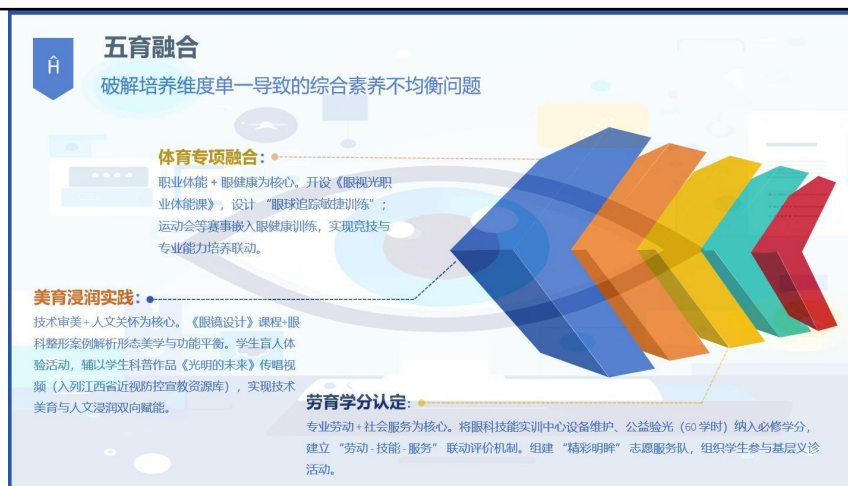 Ĥ
五育融合
破解培养维度单一导致的综合素养不均衡问题
体育专项融合：
职业体能 + 眼健康为核心。开设《眼视光职
业体能课》，设计 “眼球追踪敏捷训练”；
运动会等赛事嵌入眼健康训练，实现竞技与
专业能力培养联动。
美育浸润实践：
技术审美 + 人文关怀为核心。《眼镜设计》课程+眼
科整形案例解析形态美学与功能平衡。学生盲人体
验活动，辅以学生科普作品《光明的未来》传唱视
频（入列江西省近视防控宣教资源库），实现技术
美育与人文浸润双向赋能。
劳育学分认定：
专业劳动 + 社会服务为核心。将眼科技能实训中心设备维护、公益验光（60 学时）纳入必修学分，
建立 “劳动 - 技能 - 服务” 联动评价机制。组建 “精彩明眸” 志愿服务队，组织学生参与基层义诊
活动。